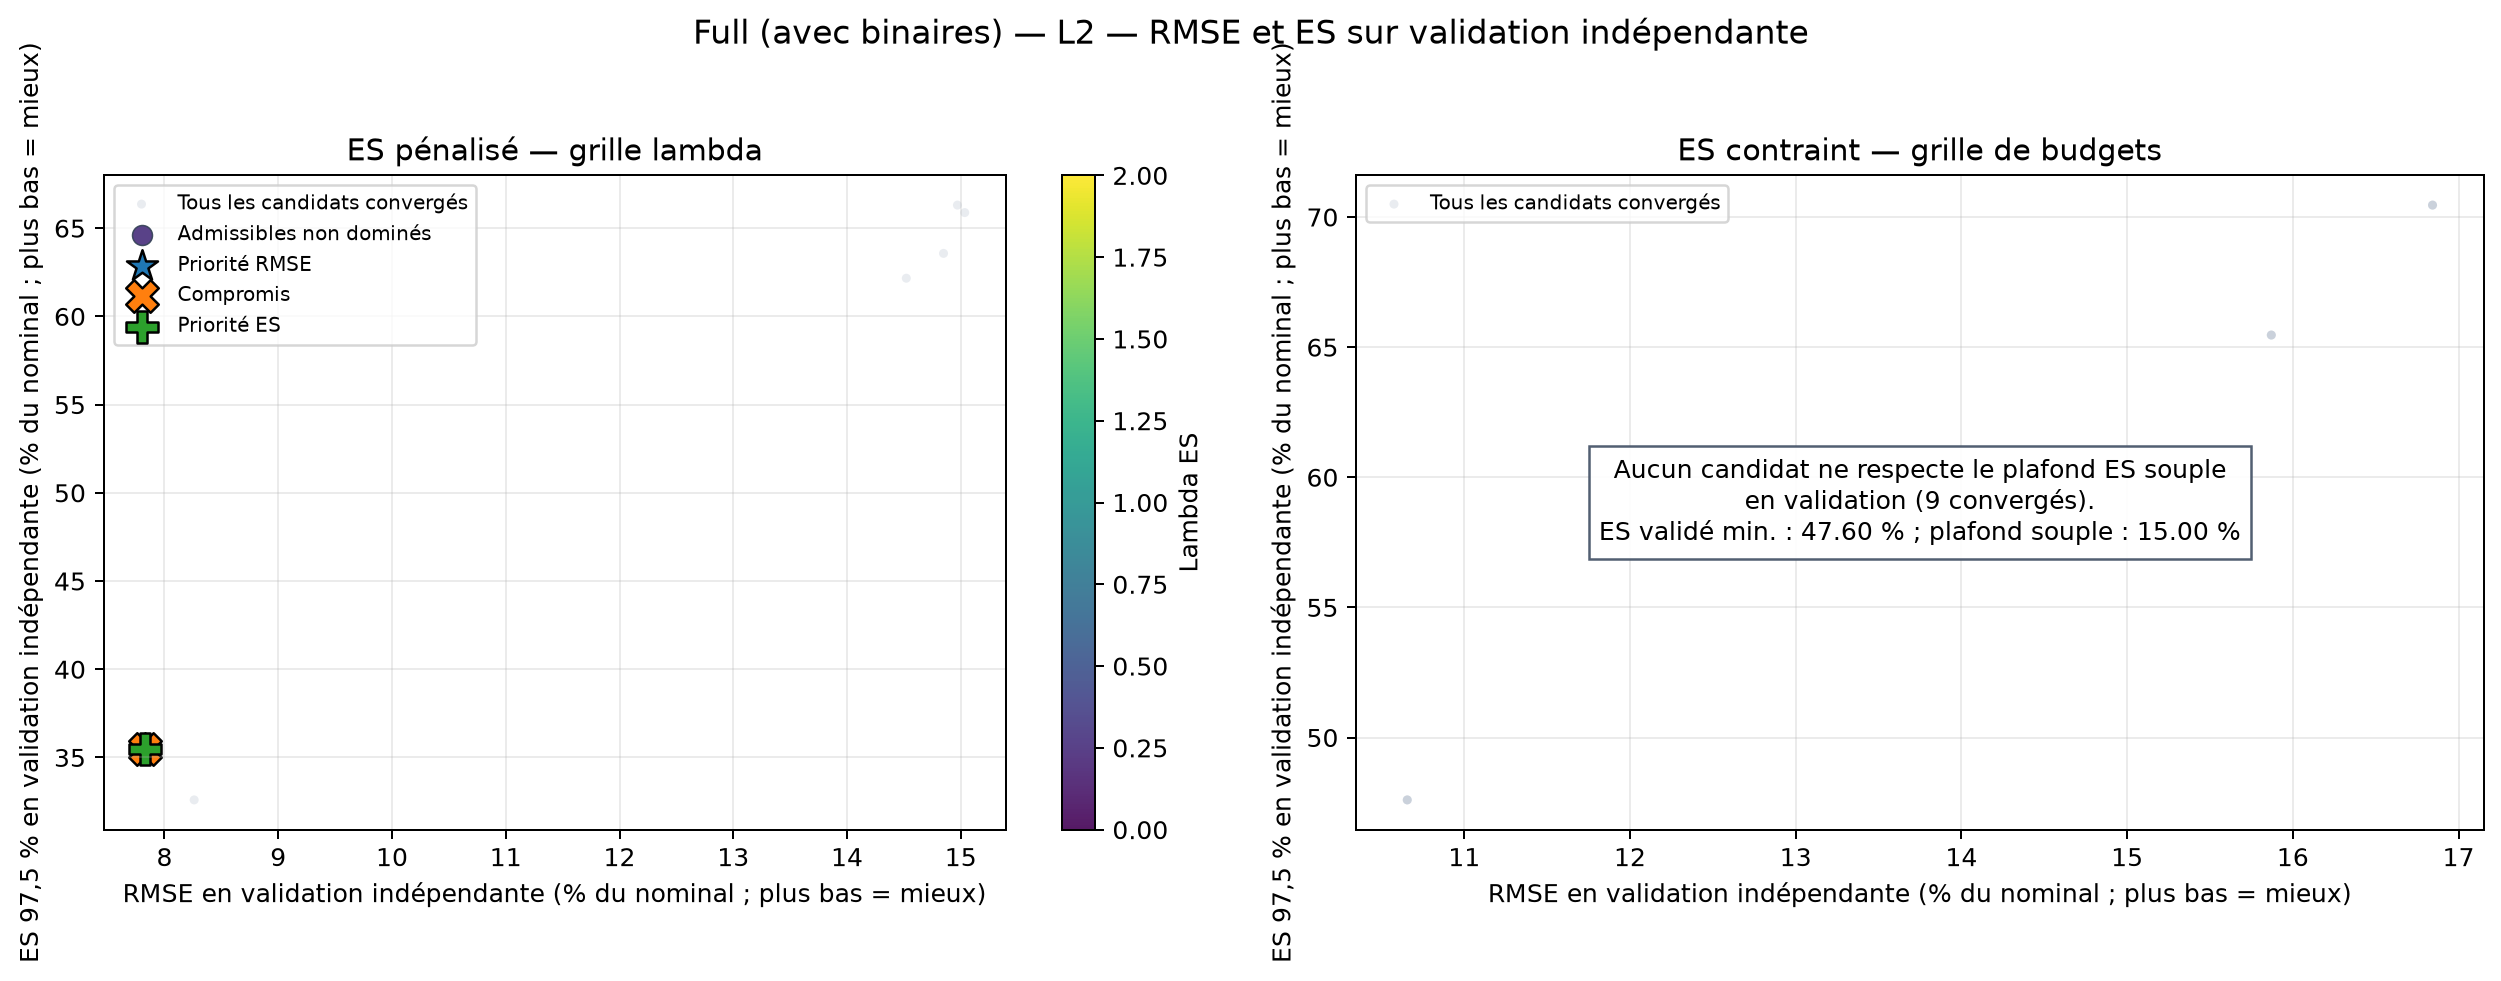 Full (avec binaires) — L2 — RMSE et ES sur validation indépendante
ES pénalisé — grille lambda
ES 97,5 % en validation indépendante (% du nominal ; plus bas = mieux)
65
60
55
50
45
40
35
Tous les candidats convergés
Admissibles non dominés
Priorité RMSE
Compromis
Priorité ES
8
9
10
11
12
13
14
15
RMSE en validation indépendante (% du nominal ; plus bas = mieux)
2.00
1.75
1.50
1.25
1.00
0.75
0.50
0.25
0.00
Lambda ES
ES contraint — grille de budgets
ES 97,5 % en validation indépendante (% du nominal ; plus bas = mieux)
70
65
60
55
50
Tous les candidats convergés
Aucun candidat ne respecte le plafond ES souple
en validation (9 convergés).
ES validé min. : 47.60 % ; plafond souple : 15.00 %
11
12
13
14
15
16
17
RMSE en validation indépendante (% du nominal ; plus bas = mieux)